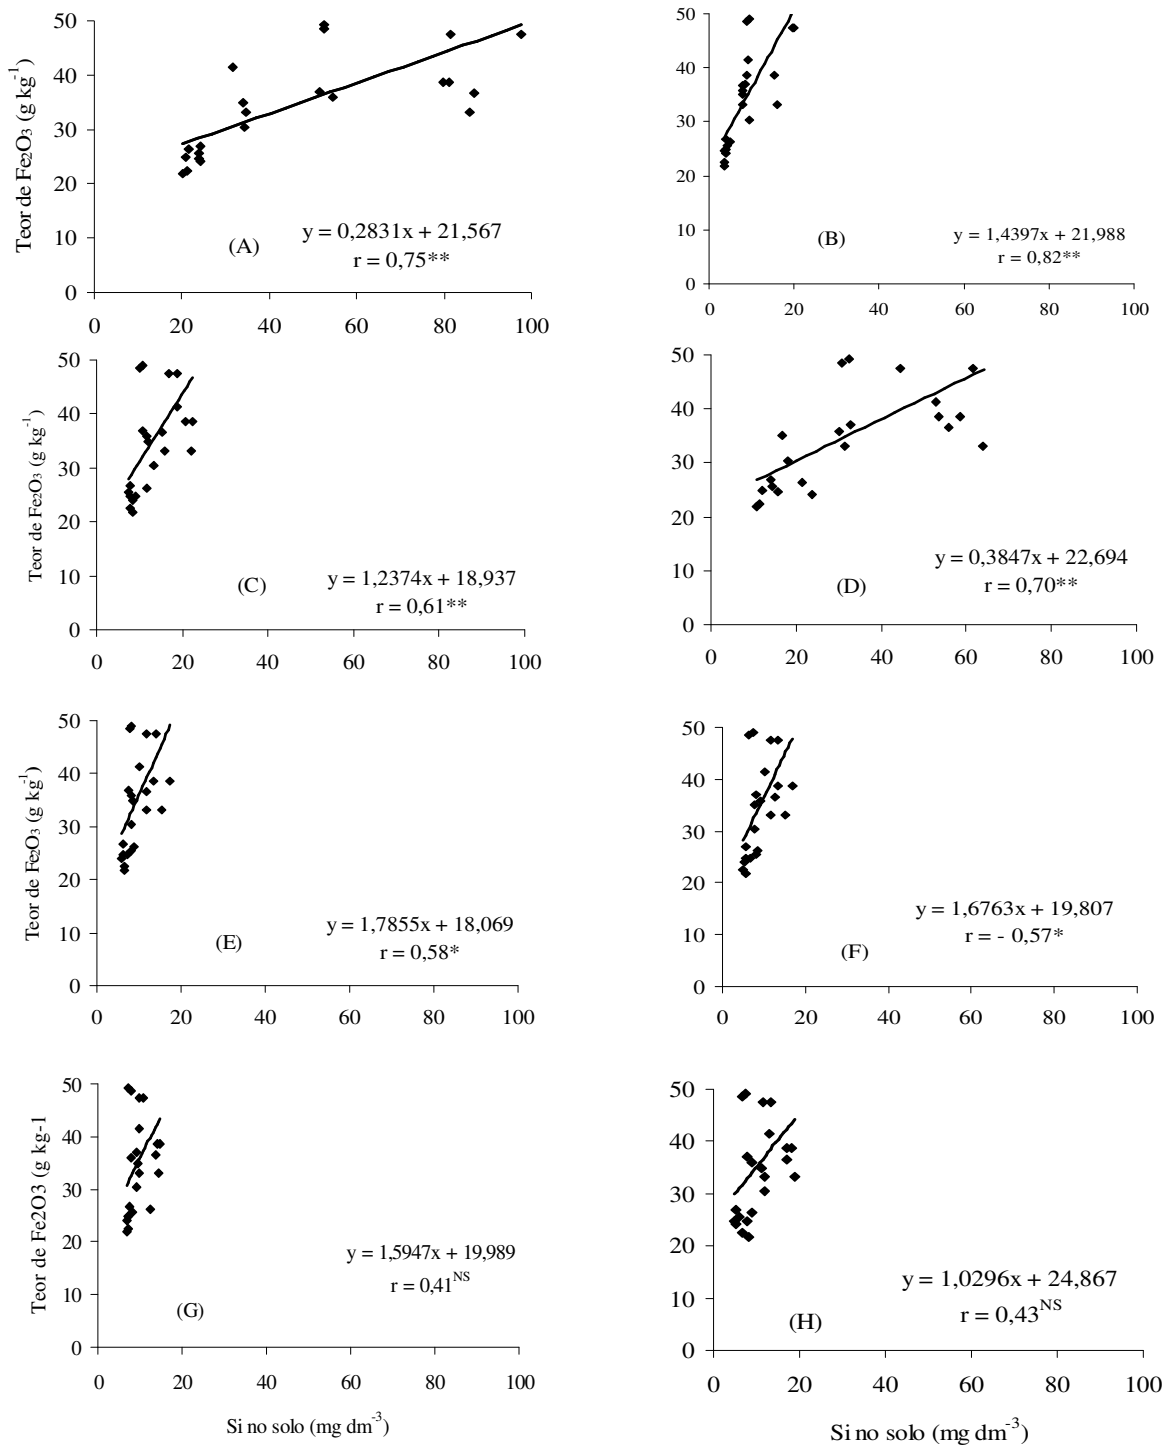 Teor de Fe2O3 (g kg-1)
50
40
30
20
10
0
0 20 40 60 80 100
(A)
y = 0,2831x + 21,567
r = 0,75**
50
40
30
20
10
0
0 20 40 60 80 100
(B)
y = 1,4397x + 21,988
r = 0,82**
Teor de Fe2O3 (g kg-1)
50
40
30
20
10
0
0 20 40 60 80 100
(C)
y = 1,2374x + 18,937
r = 0,61**
50
40
30
20
10
0
0 20 40 60 80 100
(D)
y = 0,3847x + 22,694
r = 0,70**
Teor de Fe2O3 (g kg-1)
50
40
30
20
10
0
0 20 40 60 80 100
(E)
y = 1,7855x + 18,069
r = 0,58*
50
40
30
20
10
0
0 20 40 60 80 100
(F)
y = 1,6763x + 19,807
r = - 0,57*
Teor de Fe2O3 (g kg-1
50
40
30
20
10
0
0 20 40 60 80 100
(G)
y = 1,5947x + 19,989
r = 0,41NS
Si no solo (mg dm-3)
50
40
30
20
10
0
0 20 40 60 80 100
(H)
y = 1,0296x + 24,867
r = 0,43NS
Si no solo (mg dm-3)